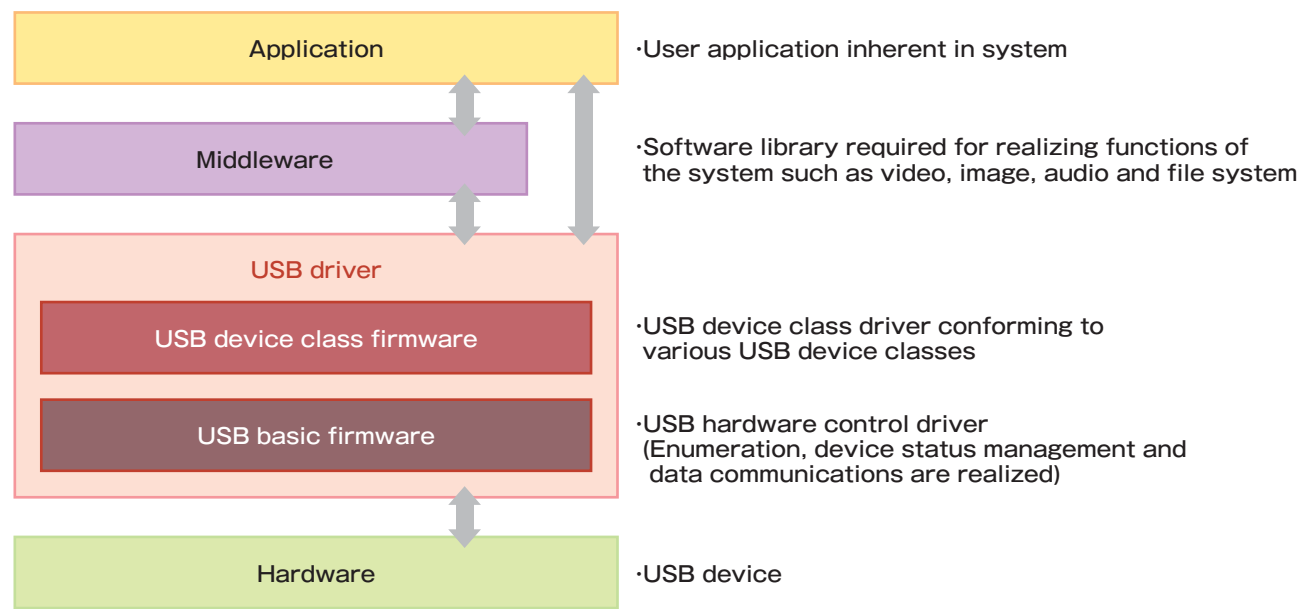 Application
·User application inherent in system
Middleware
·Software library required for realizing functions of
the system such as video, image, audio and file system
USB driver
USB device class firmware
·USB device class driver conforming to
various USB device classes
USB basic firmware
·USB hardware control driver
(Enumeration, device status management and
data communications are realized)
Hardware
·USB device